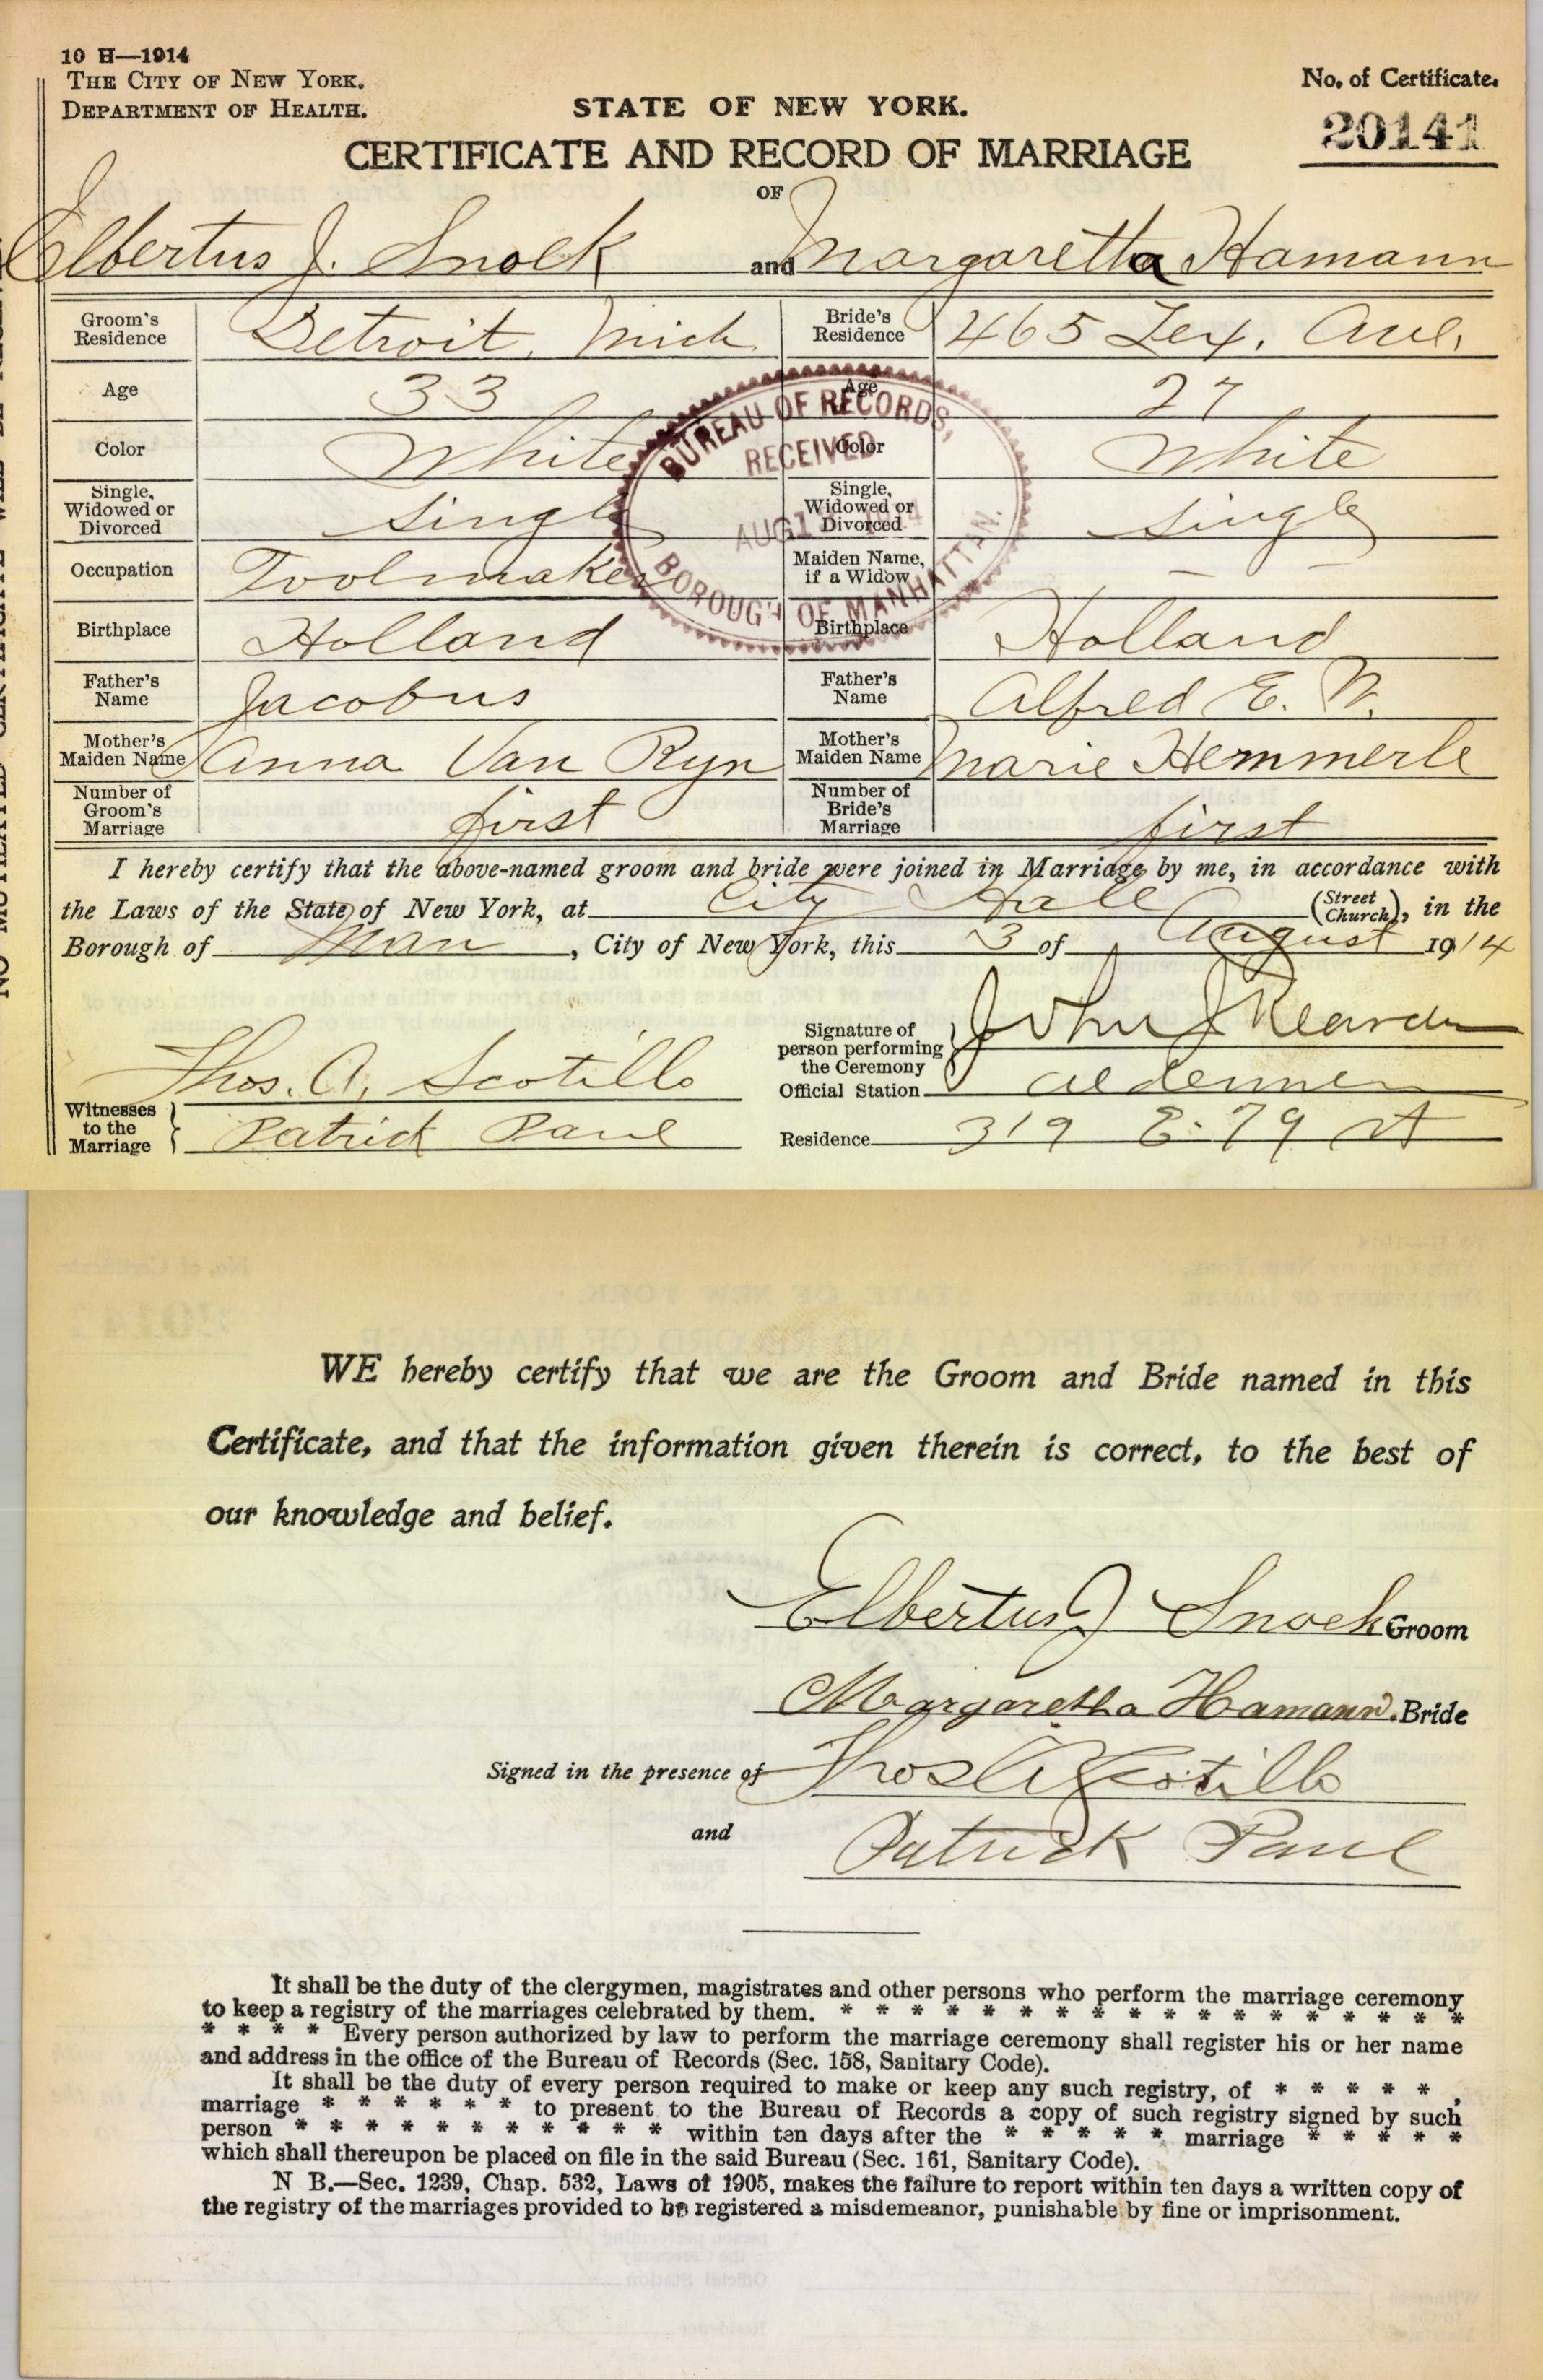 10 H—1914
THE CITY OF NEW YORK.
DEPARTMENT OF HEALTH.
No. of Certificate.
20141
STATE OF NEW YORK.
CERTIFICATE AND RECORD OF MARRIAGE
OF
Elbertus J. Snoek and Margaretta Hamann
Groom's Residence Detroit, Mich. Bride's Residence 465 Lex. Ave.
Age 33 Age 27
Color White Color White
Single, Widowed or Divorced Single Single, Widowed or Divorced Single
Occupation Toolmaker Maiden Name, if a Widow — —
Birthplace Holland Birthplace Holland
Father's Name Jacobus Father's Name Alfred E. W.
Mother's Maiden Name Anna Van Ryn Mother's Maiden Name Marie Hemmerle
Number of Groom's Marriage first Number of Bride's Marriage first
BUREAU OF RECORDS,
RECEIVED
AUG
BOROUGH OF MANHATTAN.
I hereby certify that the above-named groom and bride were joined in Marriage by me, in accordance with
the Laws of the State of New York, at City Hall (Street Church), in the
Borough of Man, City of New York, this 3 of August 1914
Signature of person performing the Ceremony John J
Official Station Alderman
Residence 319 E. 79 St
Witnesses to the Marriage
Thos. A. Scotillo
Patrick Paul
WE hereby certify that we are the Groom and Bride named in this
Certificate, and that the information given therein is correct, to the best of
our knowledge and belief.
Elbertus J Snoek Groom
Margaretha Hamann. Bride
Signed in the presence of Thos A Scotillo
and Patrick Paul
It shall be the duty of the clergymen, magistrates and other persons who perform the marriage ceremony
to keep a registry of the marriages celebrated by them. * * * * * * * * * * * * * * * * * *
* * * * Every person authorized by law to perform the marriage ceremony shall register his or her name
and address in the office of the Bureau of Records (Sec. 158, Sanitary Code).
It shall be the duty of every person required to make or keep any such registry, of * * * * * ,
marriage * * * * * * to present to the Bureau of Records a copy of such registry signed by such
person * * * * * * * * * * * within ten days after the * * * * * marriage * * * * *
which shall thereupon be placed on file in the said Bureau (Sec. 161, Sanitary Code).
N B.—Sec. 1239, Chap. 532, Laws of 1905, makes the failure to report within ten days a written copy of
the registry of the marriages provided to be registered a misdemeanor, punishable by fine or imprisonment.